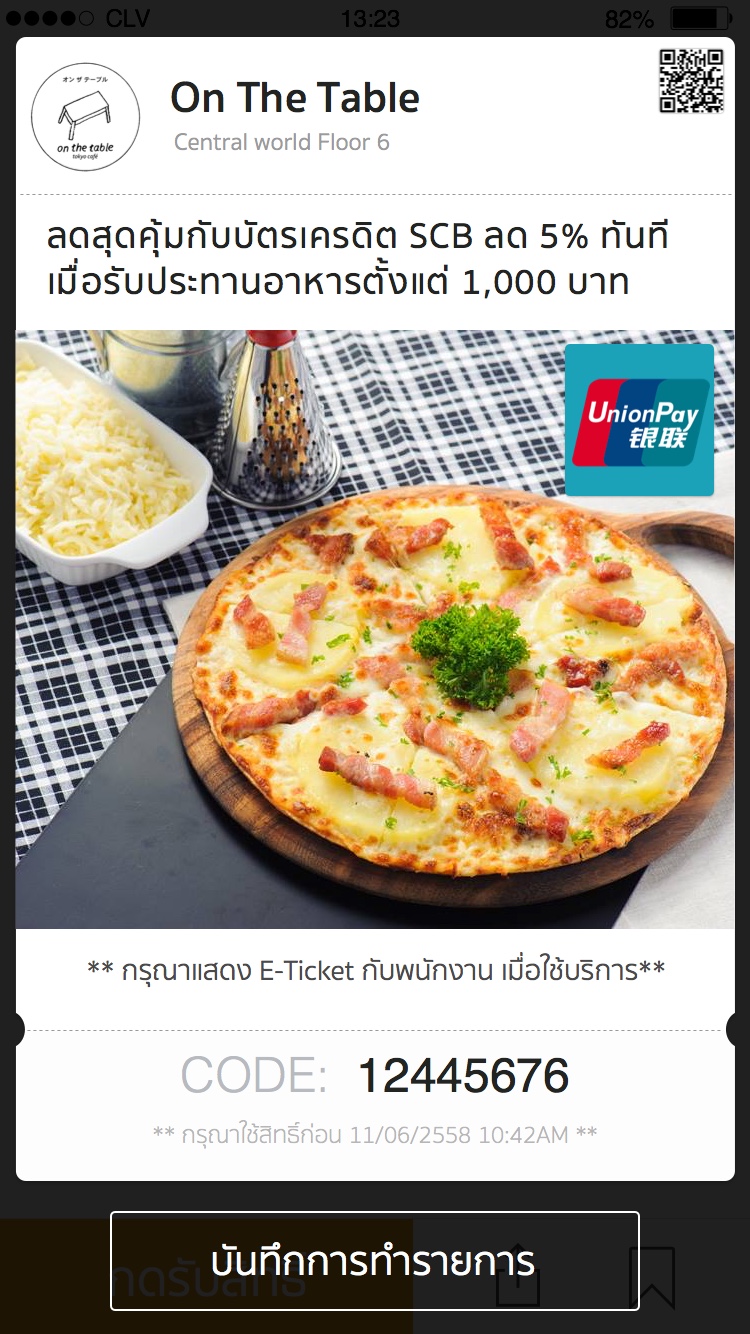 CLV 13:23 82%
オン ザ テーブル
on the table
tokyo café
On The Table
Central world Floor 6
ลดสุดคุ้มกับบัตรเครดิต SCB ลด 5% ทันที
เมื่อรับประทานอาหารตั้งแต่ 1,000 บาท
UnionPay
银联
** กรุณาแสดง E-Ticket กับพนักงาน เมื่อใช้บริการ**
CODE: 12445676
** กรุณาใช้สิทธิ์ก่อน 11/06/2558 10:42AM **
บันทึกการทำรายการ
กดรับสิทธิ์